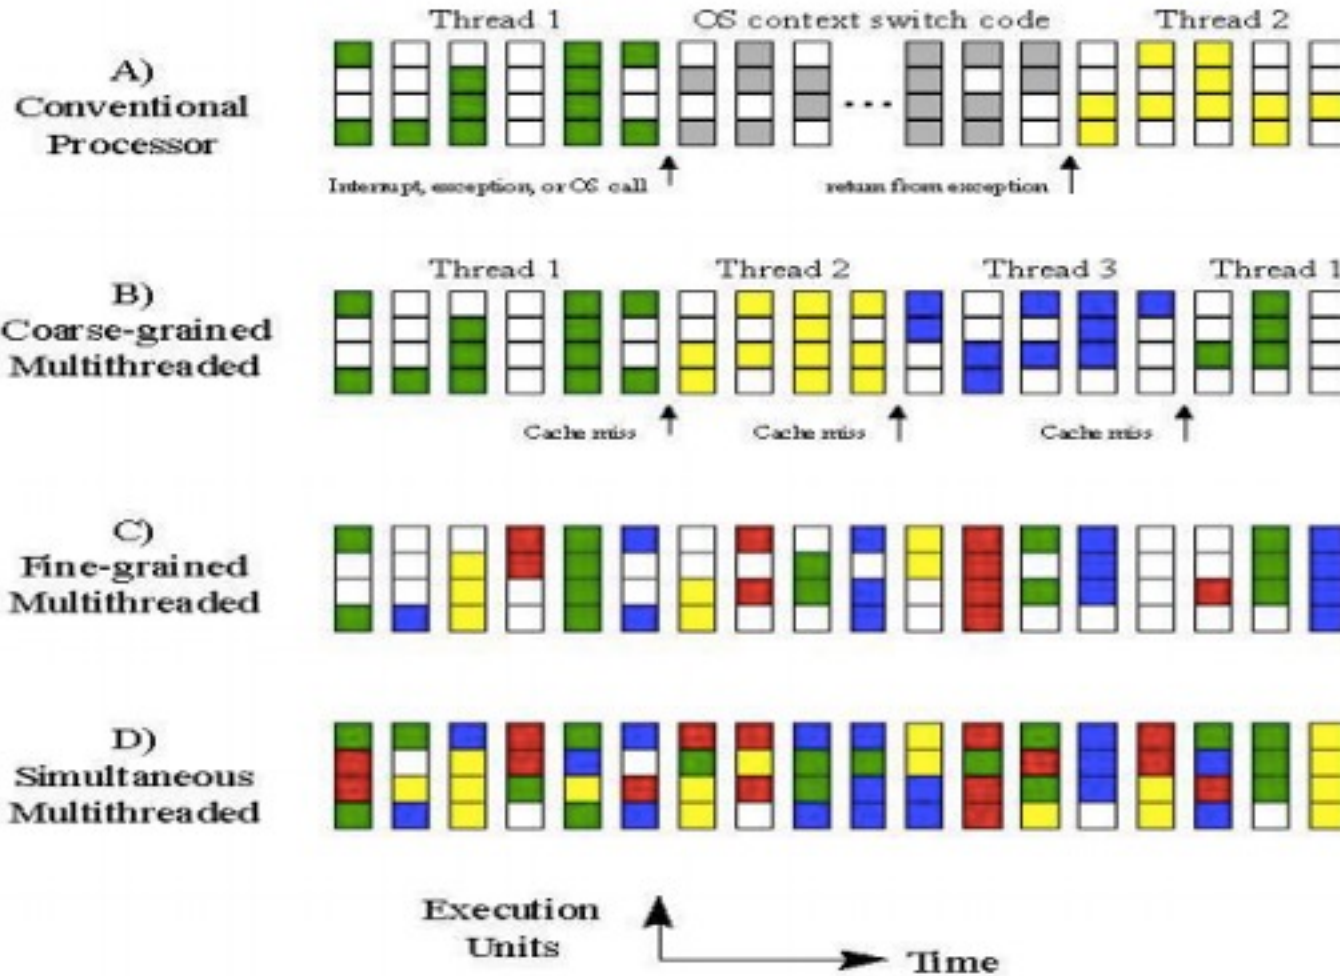 Thread 1 OS context switch code Thread 2
A)
Conventional
Processor
Interrupt, exception, or OS call return from exception
Thread 1 Thread 2 Thread 3 Thread 1
B)
Coarse-grained
Multithreaded
Cache miss Cache miss Cache miss
C)
Fine-grained
Multithreaded
D)
Simultaneous
Multithreaded
Execution
Units
Time